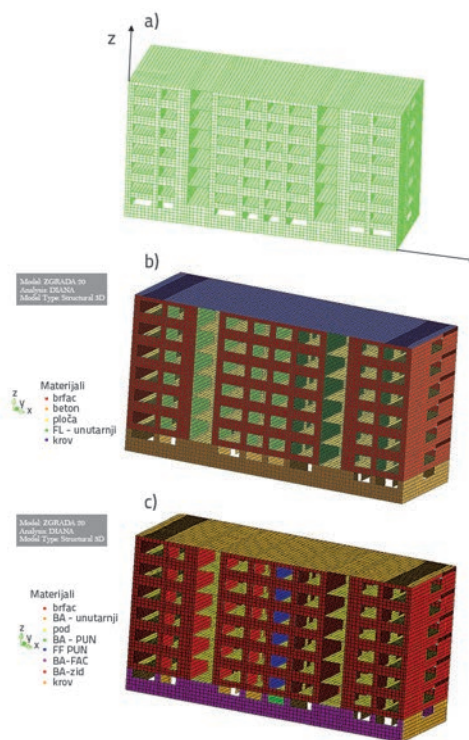 a)
z
b)
Model: ZGRADA 20
Analysis: DIANA
Model Type: Structural 3D
Materijali
brfac
beton
ploča
FL - unutarnji
krov
z
y
x
c)
Model: ZGRADA 20
Analysis: DIANA
Model Type: Structural 3D
Materijali
brfac
BA - unutarnji
pod
BA - PUN
FF PUN
BA-FAC
BA-zid
krov
z
y
x